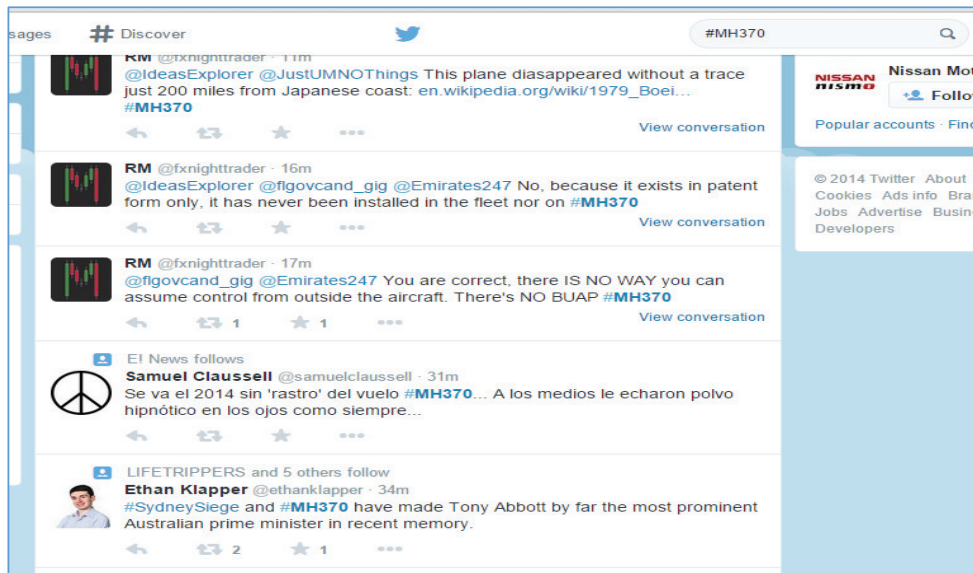 sages # Discover #MH370
RM @fxnighttrader · 11m
@IdeasExplorer @JustUMNOThings This plane diasappeared without a trace
just 200 miles from Japanese coast: en.wikipedia.org/wiki/1979_Boei...
#MH370
View conversation
RM @fxnighttrader · 16m
@IdeasExplorer @flgovcand_gig @Emirates247 No, because it exists in patent
form only, it has never been installed in the fleet nor on #MH370
View conversation
RM @fxnighttrader · 17m
@flgovcand_gig @Emirates247 You are correct, there IS NO WAY you can
assume control from outside the aircraft. There's NO BUAP #MH370
1 1 View conversation
E! News follows
Samuel Claussell @samuelclaussell · 31m
Se va el 2014 sin 'rastro' del vuelo #MH370... A los medios le echaron polvo
hipnótico en los ojos como siempre...
LIFETRIPPERS and 5 others follow
Ethan Klapper @ethanklapper · 34m
#SydneySiege and #MH370 have made Tony Abbott by far the most prominent
Australian prime minister in recent memory.
2 1
NISSAN
nismo
Nissan Mot
Follow
Popular accounts · Find
© 2014 Twitter About
Cookies Ads info Bran
Jobs Advertise Busine
Developers